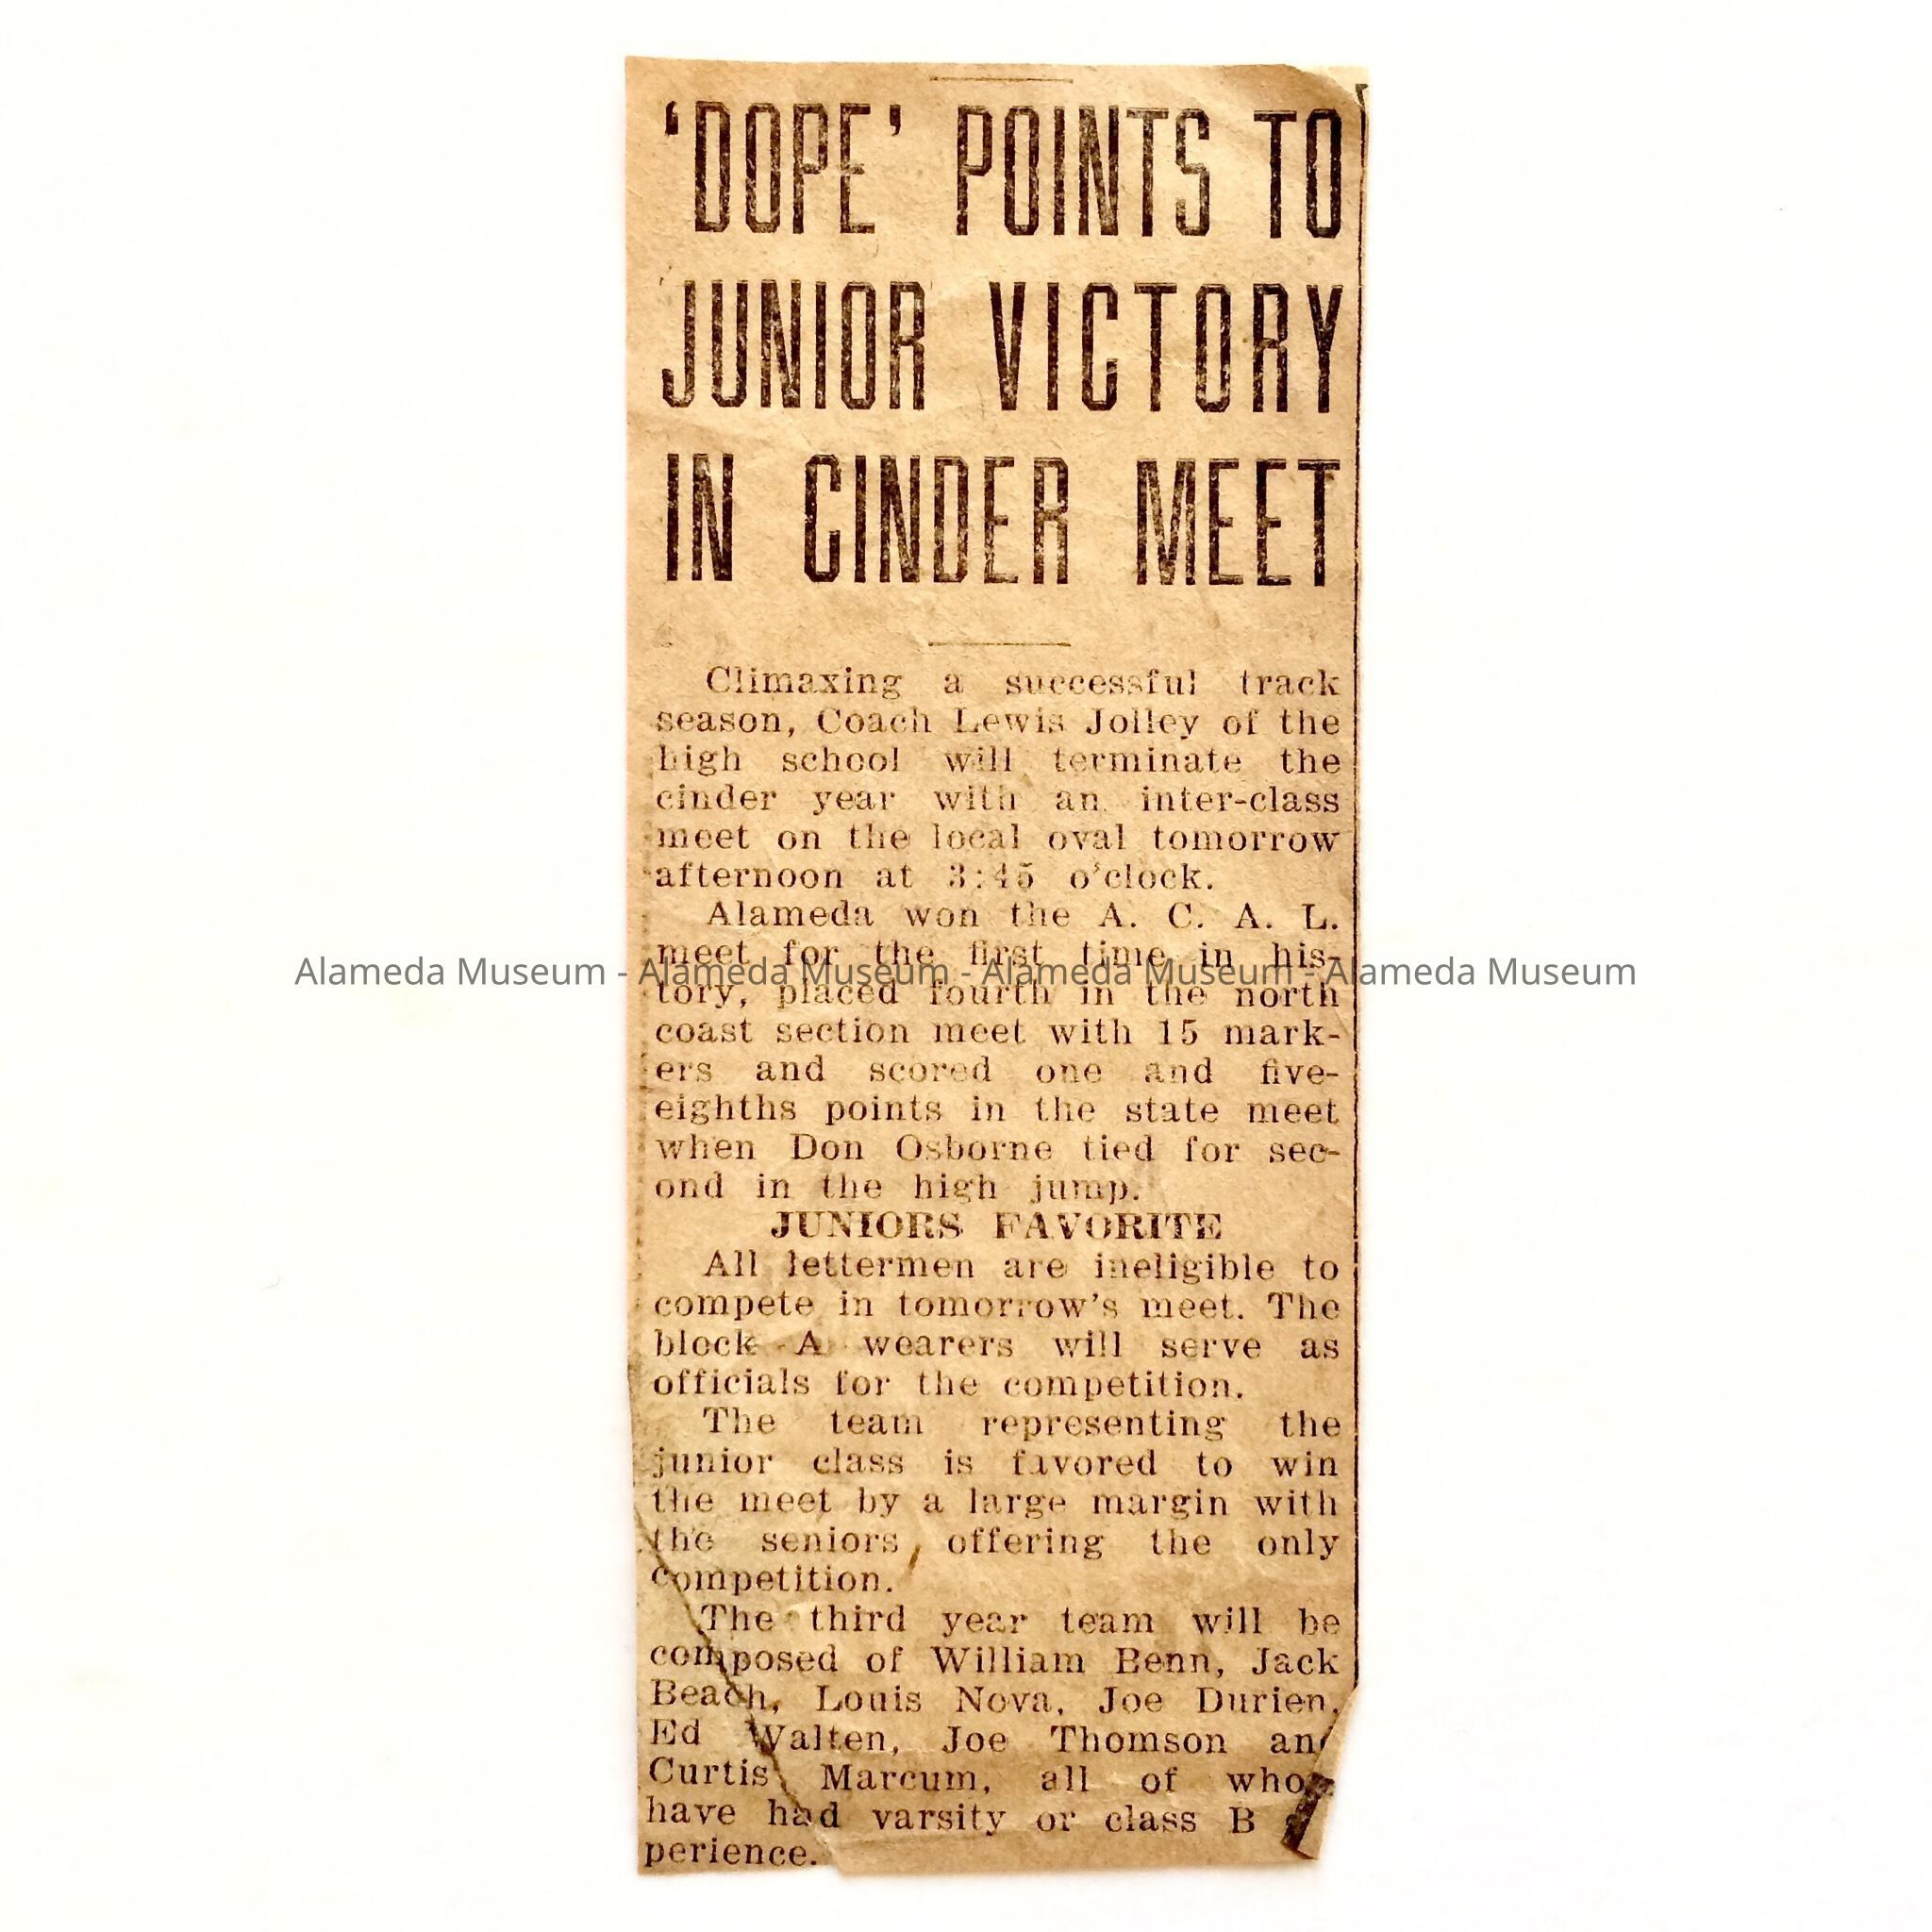 ‘DOPE’ POINTS TO
JUNIOR VICTORY
IN CINDER MEET
Climaxing a successful track
season, Coach Lewis Jolley of the
high school will terminate the
cinder year with an inter-class
meet on the local oval tomorrow
afternoon at 3:45 o’clock.
Alameda won the A. C. A. L.
meet for the first time in his-
Alameda Museum - Alameda Museum - Alameda Museum - Alameda Museum
tory, placed fourth in the north
coast section meet with 15 mark-
ers and scored one and five-
eighths points in the state meet
when Don Osborne tied for sec-
ond in the high jump.
JUNIORS FAVORITE
All lettermen are ineligible to
compete in tomorrow’s meet. The
block A wearers will serve as
officials for the competition.
The team representing the
junior class is favored to win
the meet by a large margin with
the seniors offering the only
competition.
The third year team will be
composed of William Benn, Jack
Beach, Louis Nova, Joe Durien,
Ed Walten, Joe Thomson and
Curtis Marcum, all of who
have had varsity or class B
perience.